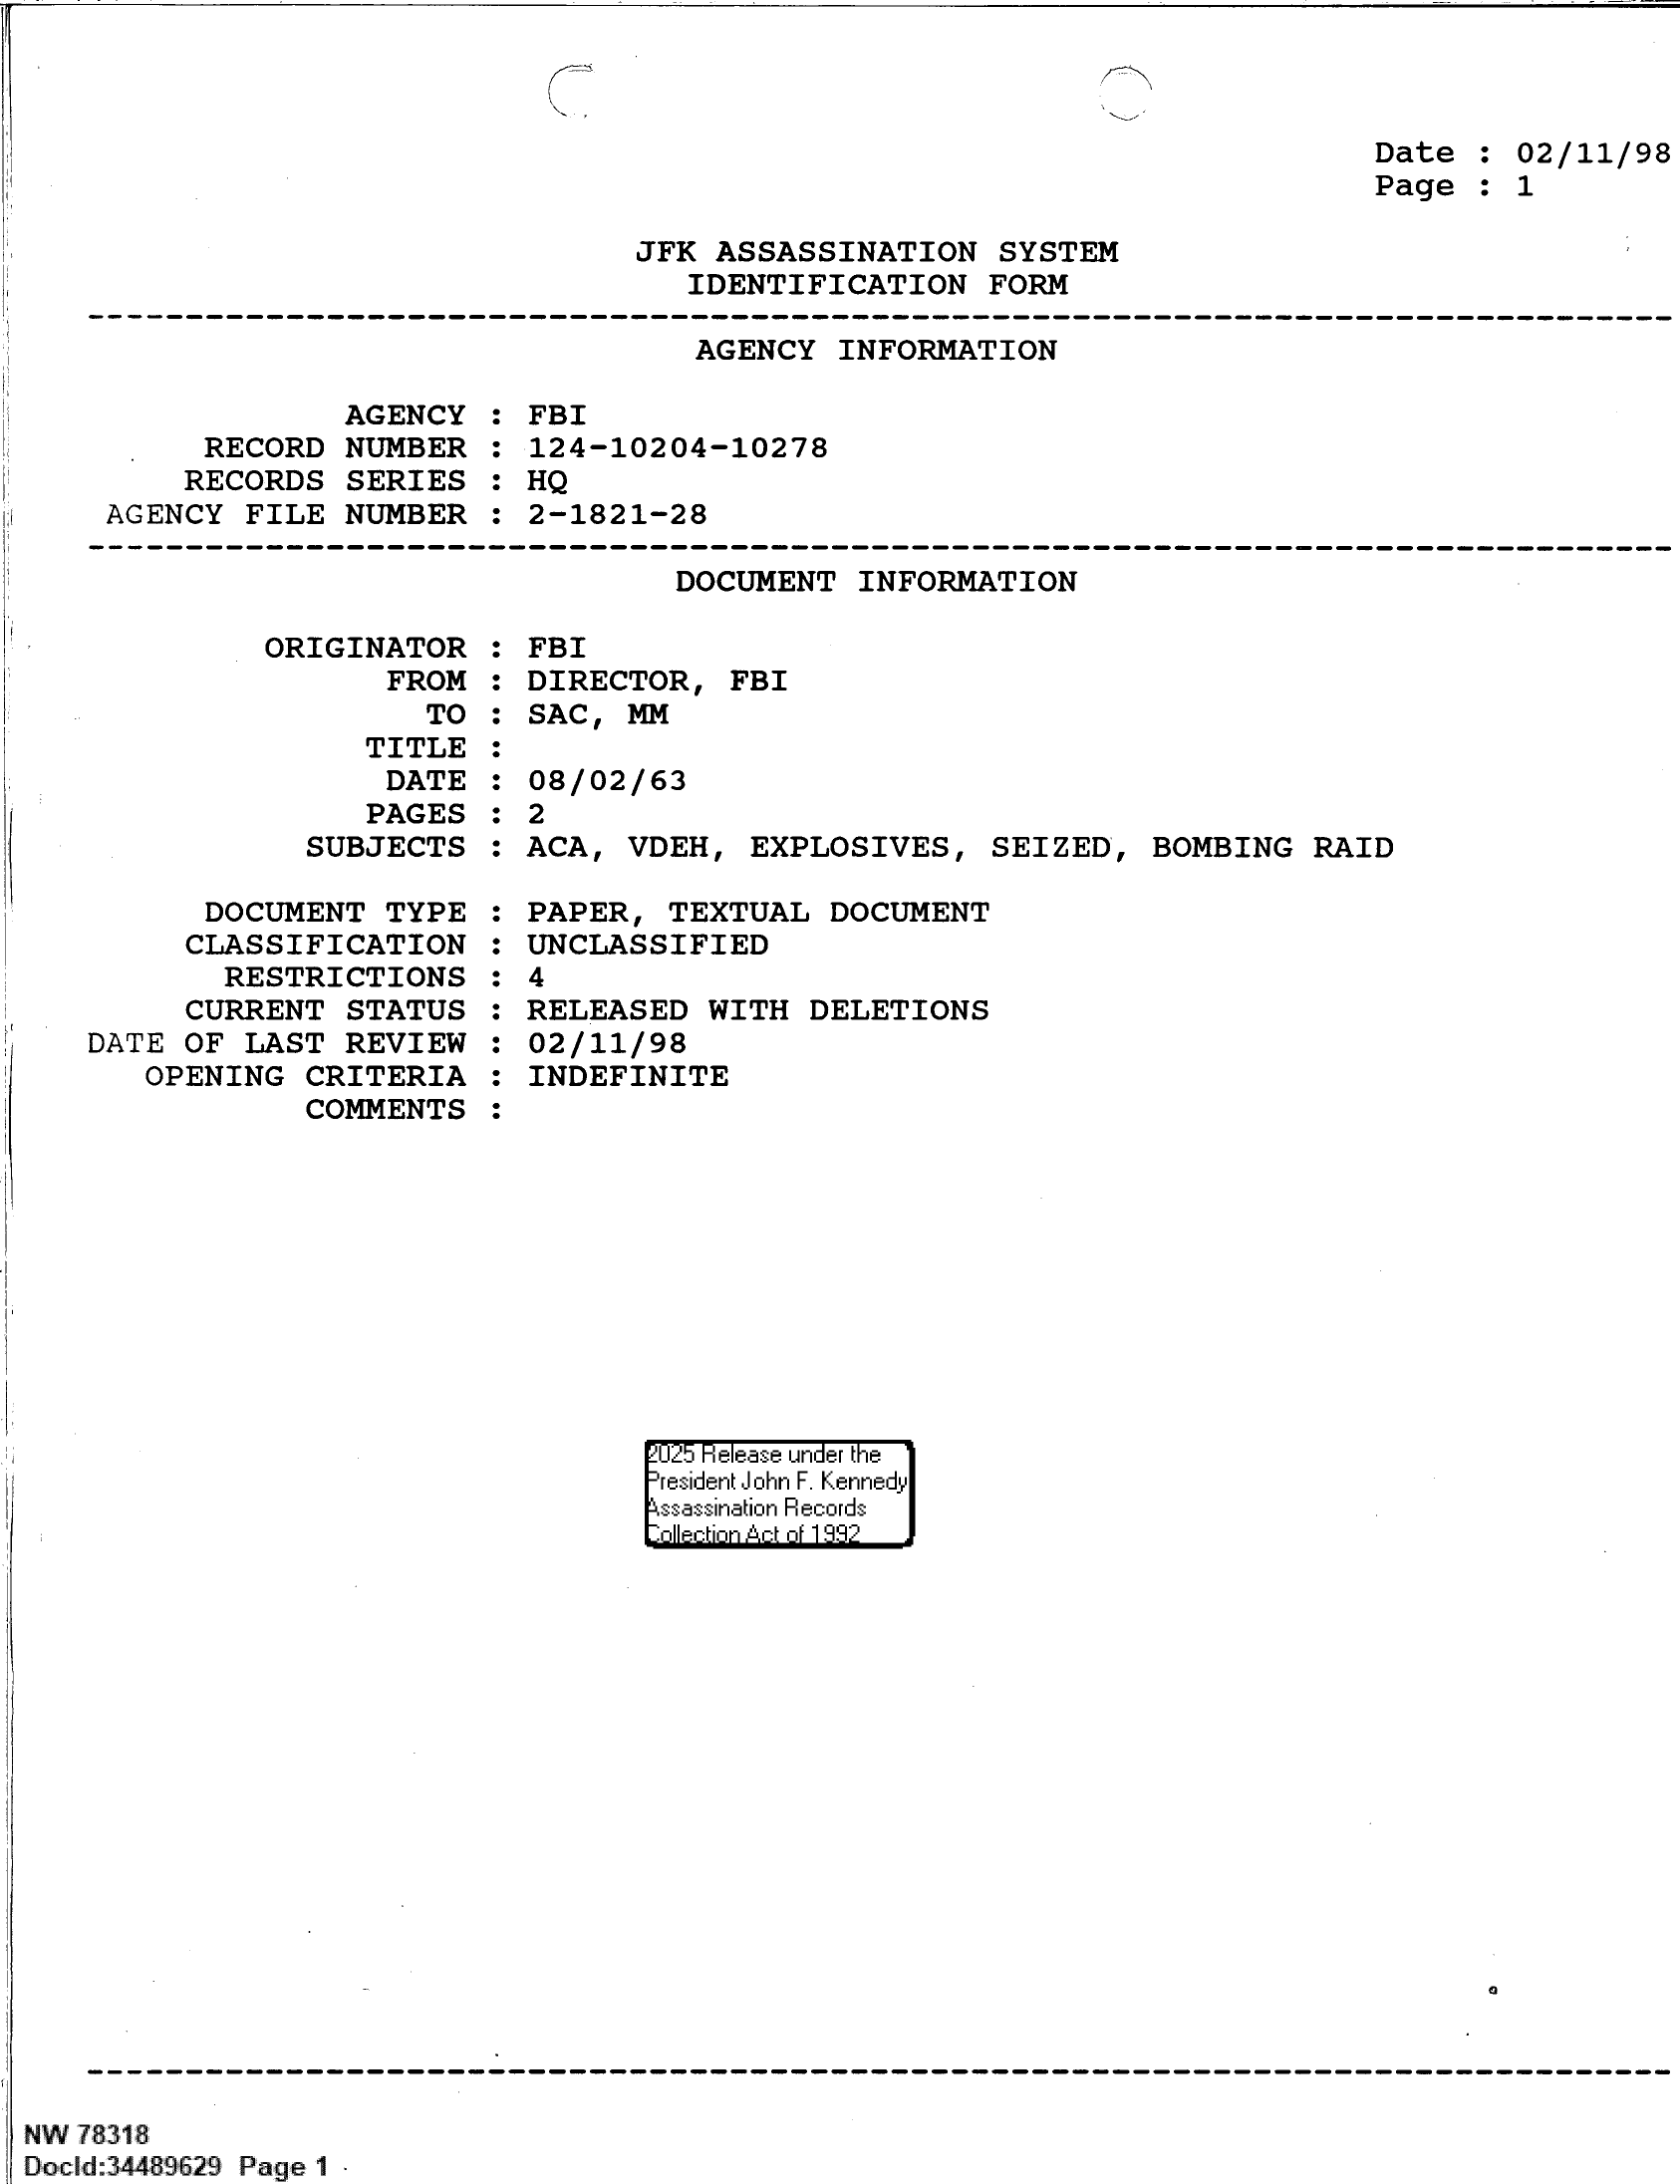 Date : 02/11/98
Page : 1
JFK ASSASSINATION SYSTEM
IDENTIFICATION FORM
--------------------------------------------------------------------------------
AGENCY INFORMATION
AGENCY : FBI
RECORD NUMBER : 124-10204-10278
RECORDS SERIES : HQ
AGENCY FILE NUMBER : 2-1821-28
--------------------------------------------------------------------------------
DOCUMENT INFORMATION
ORIGINATOR : FBI
FROM : DIRECTOR, FBI
TO : SAC, MM
TITLE :
DATE : 08/02/63
PAGES : 2
SUBJECTS : ACA, VDEH, EXPLOSIVES, SEIZED, BOMBING RAID
DOCUMENT TYPE : PAPER, TEXTUAL DOCUMENT
CLASSIFICATION : UNCLASSIFIED
RESTRICTIONS : 4
CURRENT STATUS : RELEASED WITH DELETIONS
DATE OF LAST REVIEW : 02/11/98
OPENING CRITERIA : INDEFINITE
COMMENTS :
2025 Release under the
President John F. Kennedy
Assassination Records
Collection Act of 1992
--------------------------------------------------------------------------------
NW 78318
DocId:34489629 Page 1